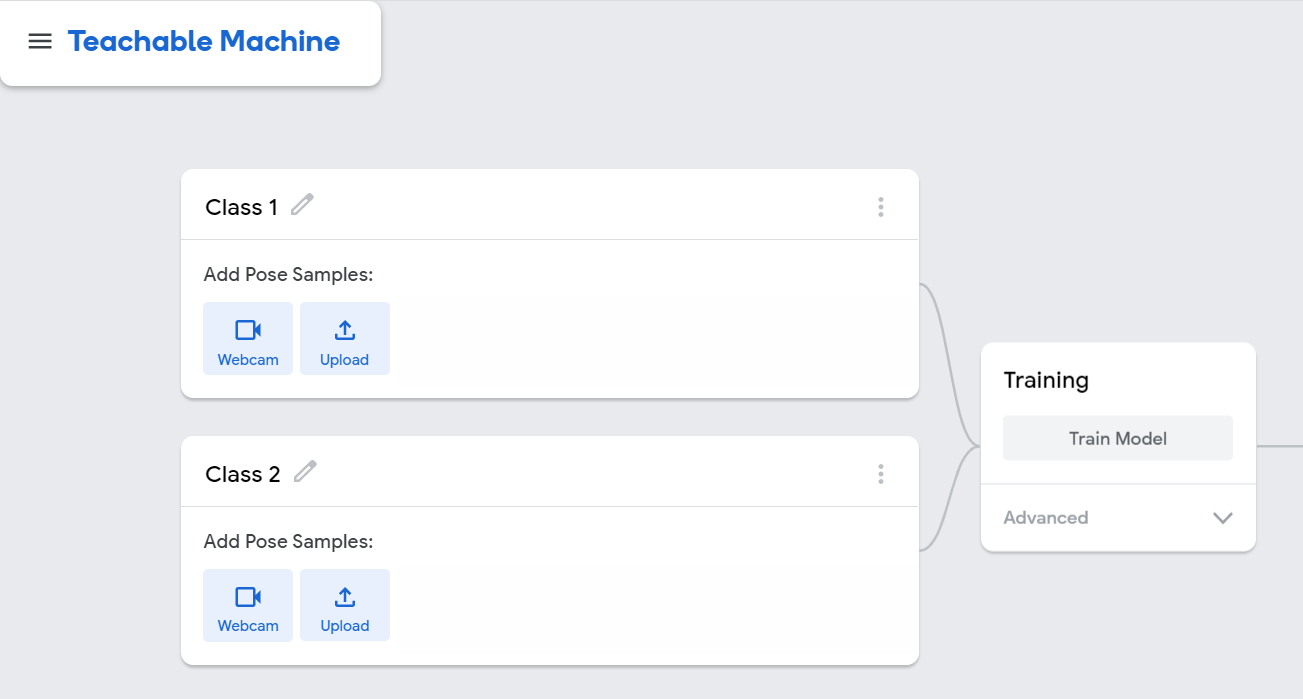 Teachable Machine
Class 1
Add Pose Samples:
Webcam Upload
Class 2
Add Pose Samples:
Webcam Upload
Training
Train Model
Advanced